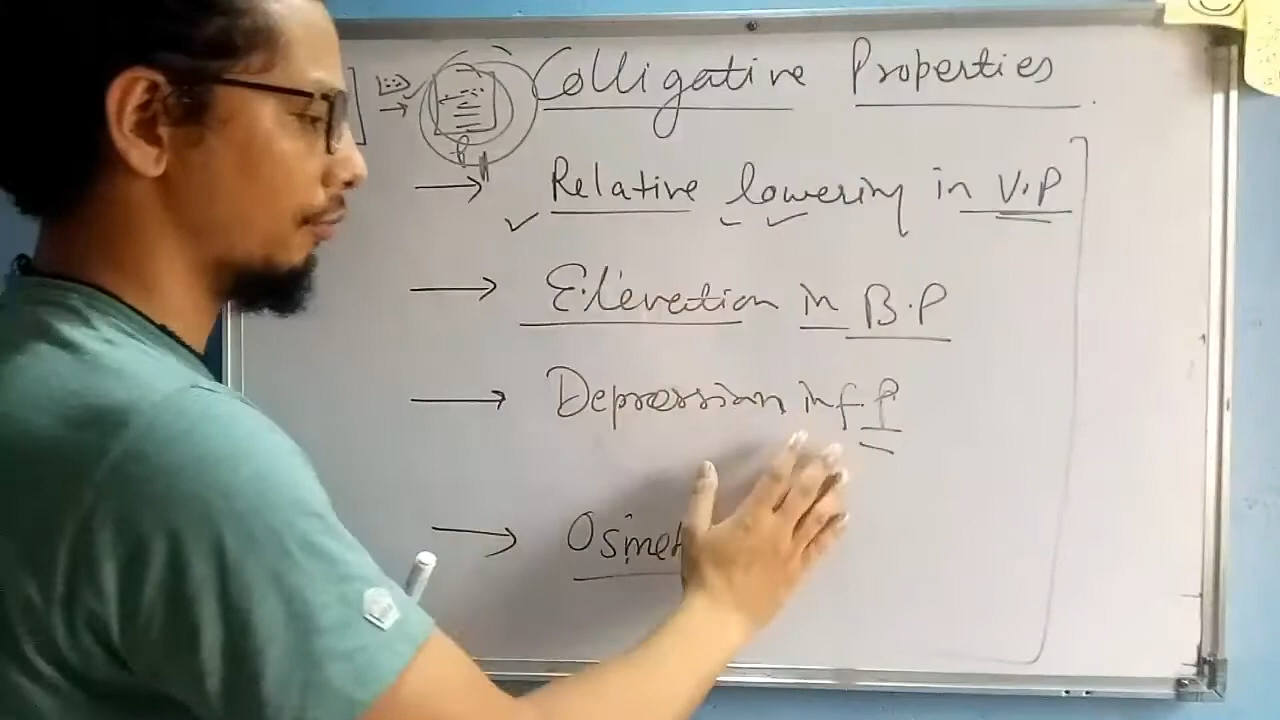 Colligative Properties
→ Relative lowering in V.P
→ Elevation in B.P
→ Depression in f.P
→ Osmot